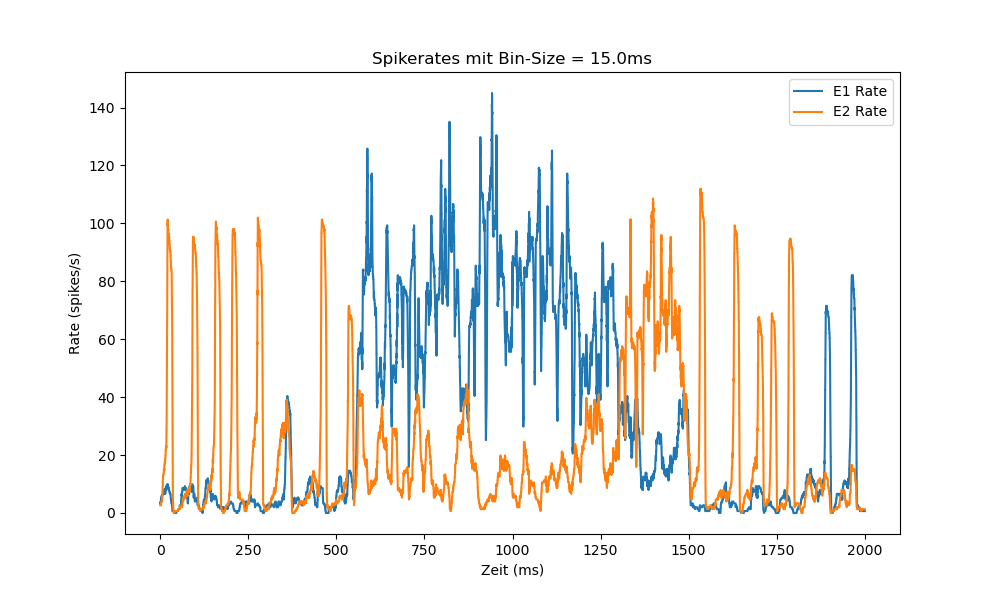 Spikerates mit Bin-Size = 15.0ms
E1 Rate
E2 Rate
Rate (spikes/s)
140
120
100
80
60
40
20
0
0 250 500 750 1000 1250 1500 1750 2000
Zeit (ms)